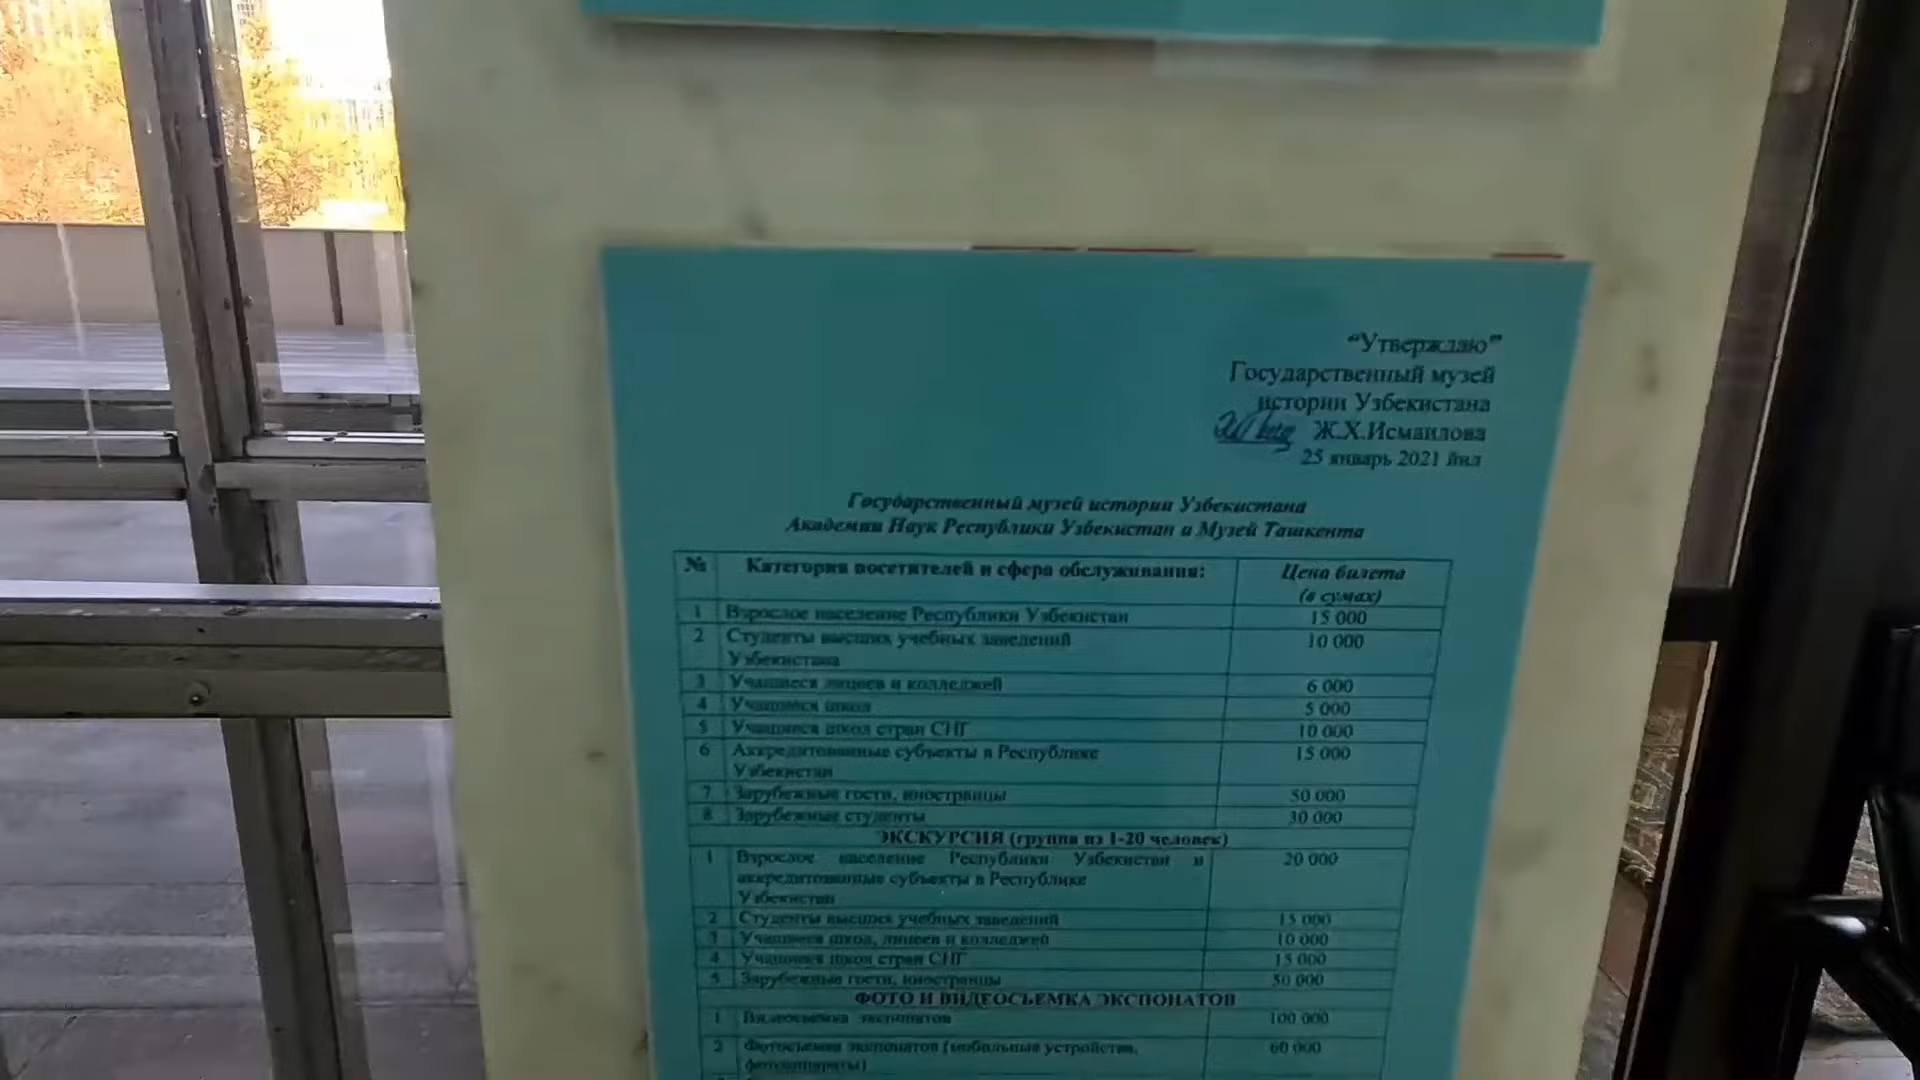 “Утверждаю”
Государственный музей
истории Узбекистана
Ж.Х.Исмаилова
25 январь 2021 йил
Государственный музей истории Узбекистана
Академии Наук Республики Узбекистан и Музей Ташкента
№ Категория посетителей и сфера обслуживания: Цена билета
(в сумах)
1 Взрослое население Республики Узбекистан 15 000
2 Студенты высших учебных заведений 10 000
Узбекистана
3 Учащиеся лицеев и колледжей 6 000
4 Учащиеся школ 5 000
5 Учащиеся школ стран СНГ 10 000
6 Аккредитованные субъекты в Республике 15 000
Узбекистан
7 Зарубежные гости, иностранцы 50 000
8 Зарубежные студенты 30 000
ЭКСКУРСИЯ (группа из 1-20 человек)
1 Взрослое население Республики Узбекистан и 20 000
аккредитованные субъекты в Республике
Узбекистан
2 Студенты высших учебных заведений 15 000
3 Учащиеся школ, лицеев и колледжей 10 000
4 Учащиеся школ стран СНГ 15 000
5 Зарубежные гости, иностранцы 50 000
ФОТО И ВИДЕОСЬЕМКА ЭКСПОНАТОВ
1 Видеосьемка экспонатов 100 000
2 Фотосьемка экспонатов (мобильные устройства, 60 000
фотоаппараты)